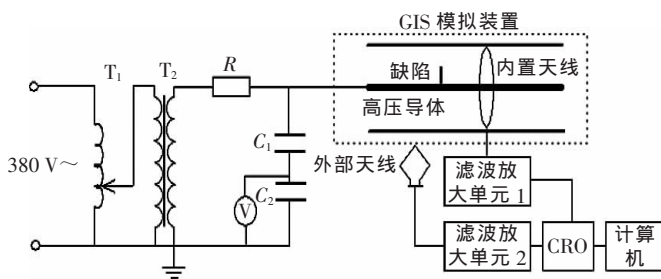 GIS 模拟装置
T₁
T₂
R
缺陷
内置天线
高压导体
C₁
外部天线
380 V～
C₂
V
滤波放
大单元 1
滤波放
大单元 2
CRO
计算
机